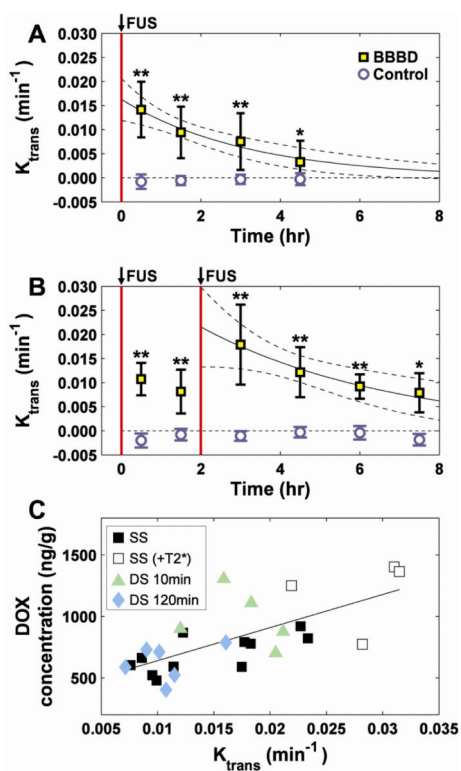 FUS
A
0.030
0.025
0.020
0.015
0.010
0.005
0.000
-0.005
K_trans (min⁻¹)
** ** ** *
BBBD
Control
0 2 4 6 8
Time (hr)
FUS FUS
B
0.030
0.025
0.020
0.015
0.010
0.005
0.000
-0.005
K_trans (min⁻¹)
** ** ** ** ** *
0 2 4 6 8
Time (hr)
C
SS
SS (+T2*)
DS 10min
DS 120min
1500
1000
500
0
DOX
concentration (ng/g)
0.005 0.01 0.015 0.02 0.025 0.03 0.035
K_trans (min⁻¹)